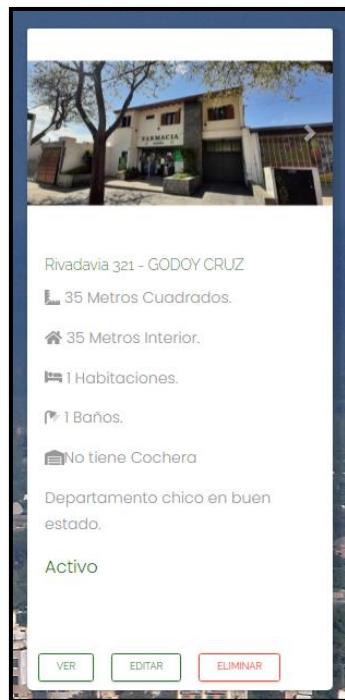 FARMACIA
Rivadavia 321 - GODOY CRUZ
35 Metros Cuadrados.
35 Metros Interior.
1 Habitaciones.
1 Baños.
No tiene Cochera
Departamento chico en buen
estado.
Activo
VER
EDITAR
ELIMINAR